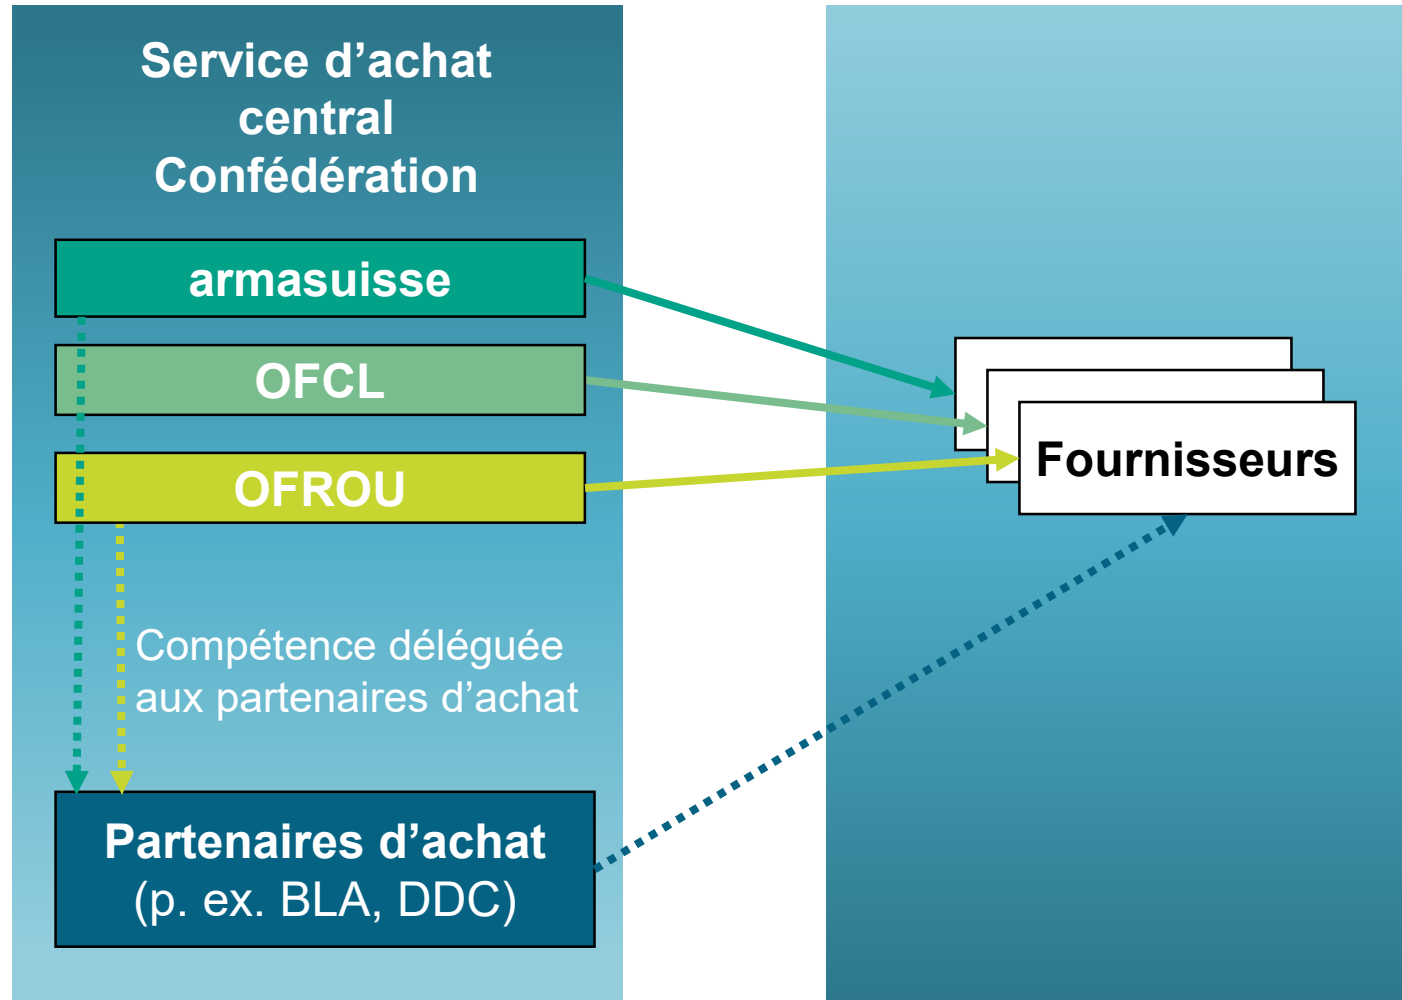 Service d’achat
central
Confédération
armasuisse
OFCL
OFROU
Compétence déléguée
aux partenaires d’achat
Partenaires d’achat
(p. ex. BLA, DDC)
Fournisseurs